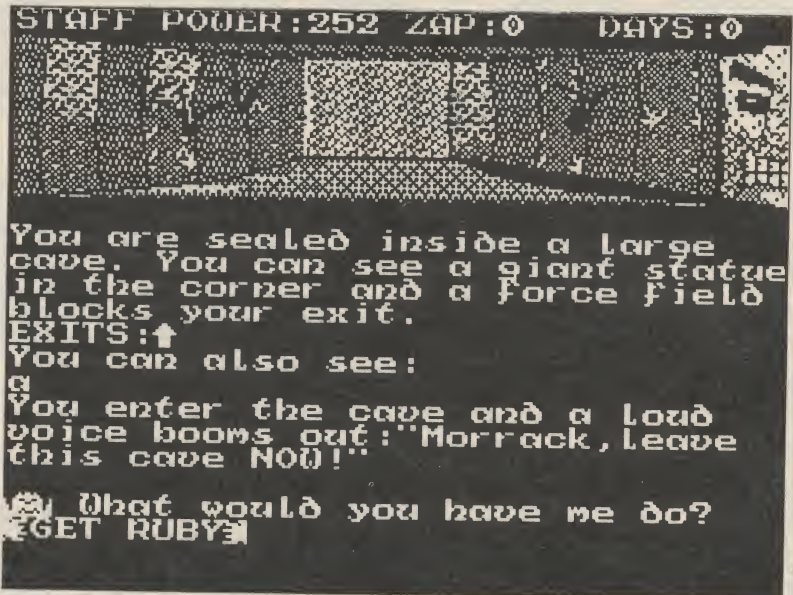 STAFF POWER:252 ZAP:0 DAYS:0
You are sealed inside a large
cave. You can see a giant statue
in the corner and a force field
blocks your exit.
EXITS:⬆
You can also see:
a
You enter the cave and a loud
voice booms out:"Morrack,leave
this cave NOW!"
What would you have me do?
GET RUBY